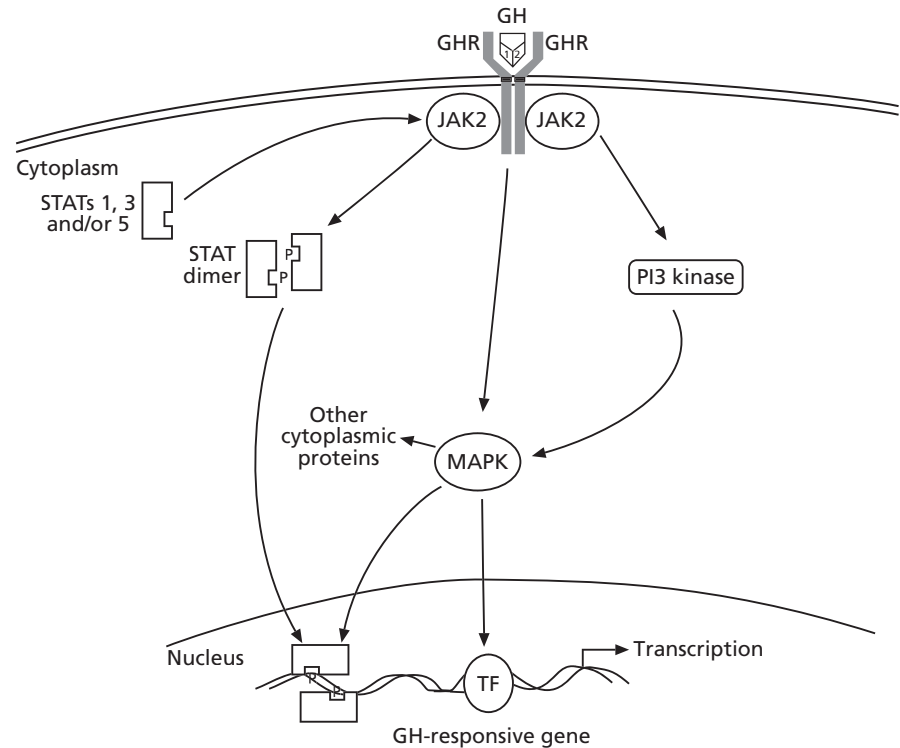 GH
GHR
1 2
GHR
JAK2
JAK2
Cytoplasm
STATs 1, 3
and/or 5
STAT
dimer
P
P
PI3 kinase
Other
cytoplasmic
proteins
MAPK
Nucleus
Transcription
P
P
TF
GH-responsive gene